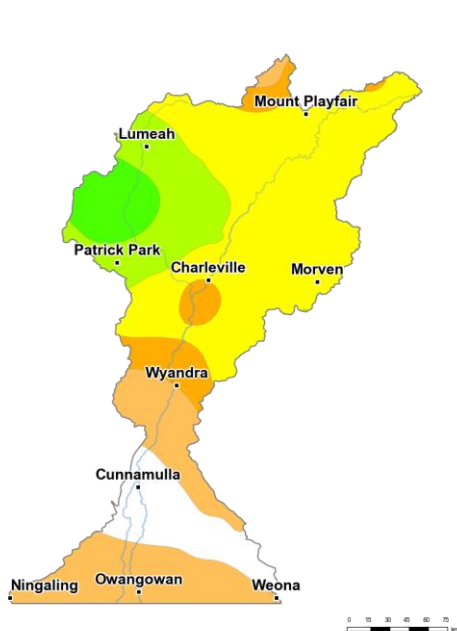 Mount Playfair
Lumeah
Patrick Park
Charleville
Morven
Wyandra
Cunnamulla
Ningaling
Owangowan
Weona
0 15 30 45 60 75
km